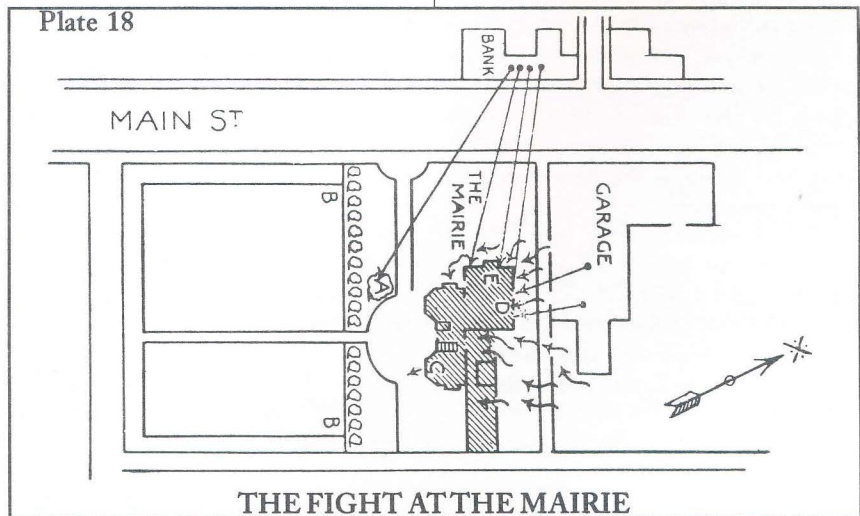 Plate 18
BANK
MAIN ST
THE
MAIRIE
GARAGE
B
A
E
D
C
B
THE FIGHT AT THE MAIRIE